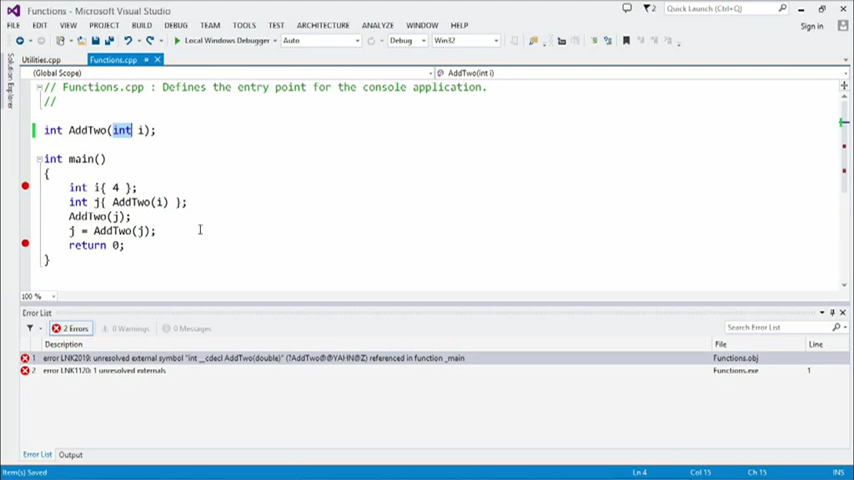 Functions - Microsoft Visual Studio
2
Quick Launch (Ctrl+Q)
FILE EDIT VIEW PROJECT BUILD DEBUG TEAM TOOLS TEST ARCHITECTURE ANALYZE WINDOW HELP
Sign in
Local Windows Debugger Auto Debug Win32
Solution Explorer
Utilities.cpp Functions.cpp
(Global Scope) AddTwo(int i)
// Functions.cpp : Defines the entry point for the console application.
//
int AddTwo(int i);
int main()
{
int i{ 4 };
int j{ AddTwo(i) };
AddTwo(j);
j = AddTwo(j);
return 0;
}
100 %
Error List
2 Errors 0 Warnings 0 Messages
Search Error List
Description File Line
1 error LNK2019: unresolved external symbol "int __cdecl AddTwo(double)" (?AddTwo@@YAHN@Z) referenced in function _main Functions.obj
2 error LNK1120: 1 unresolved externals Functions.exe 1
Error List Output
Item(s) Saved Ln 4 Col 15 Ch 15